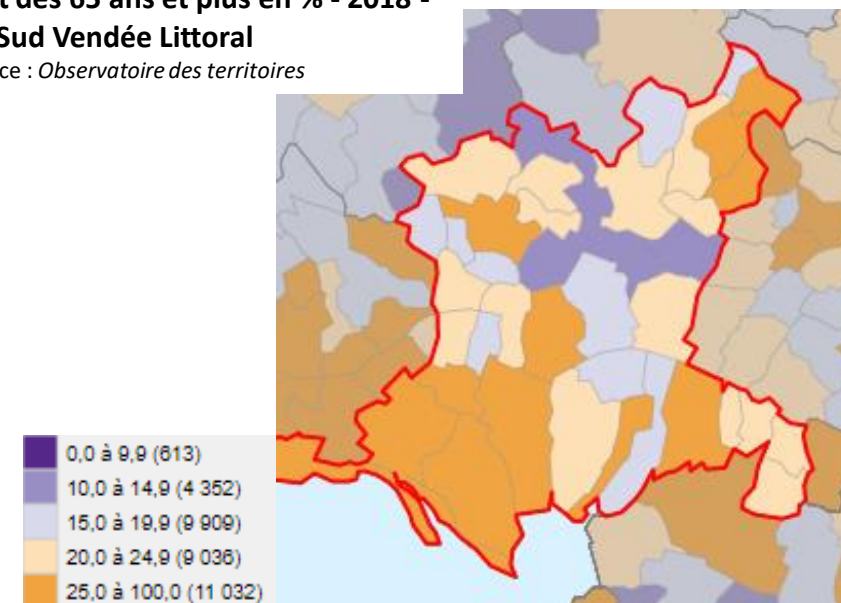 t des 65 ans et plus en % - 2018 -
Sud Vendée Littoral
ce : Observatoire des territoires
0,0 à 9,9 (613)
10,0 à 14,9 (4 352)
15,0 à 19,9 (9 909)
20,0 à 24,9 (9 036)
25,0 à 100,0 (11 032)